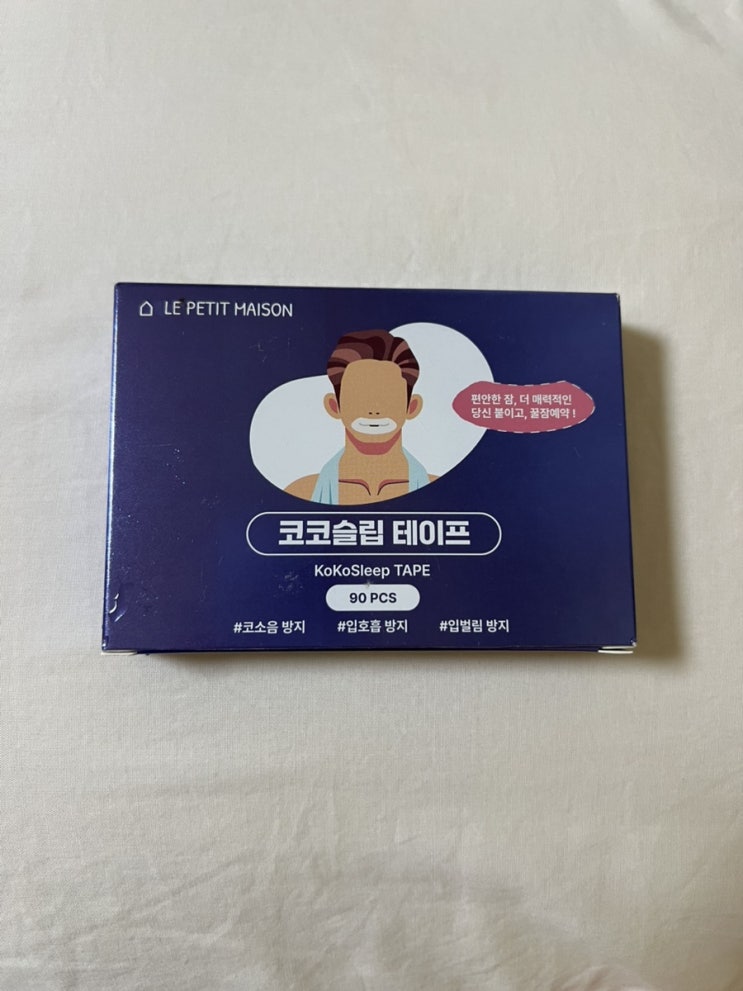 LE PETIT MAISON
편안한 잠, 더 매력적인
당신 붙이고, 꿀잠예약 !
코코슬립 테이프
KoKoSleep TAPE
90 PCS
#코소음 방지 #입호흡 방지 #입벌림 방지